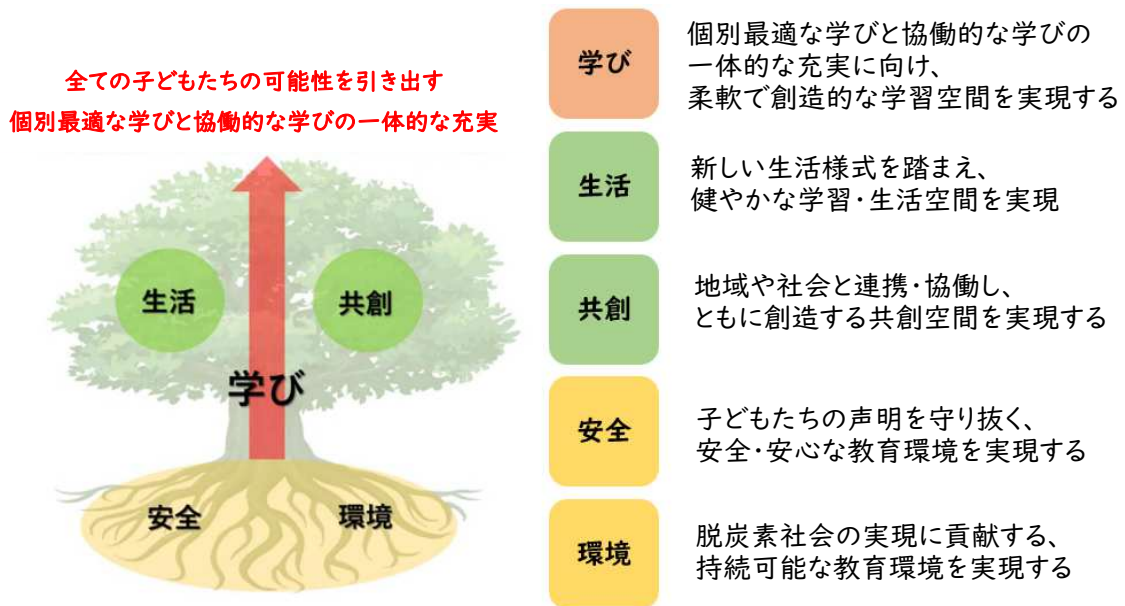 全ての子どもたちの可能性を引き出す
個別最適な学びと協働的な学びの一体的な充実
生活
共創
学び
安全
環境
学び
個別最適な学びと協働的な学びの
一体的な充実に向け、
柔軟で創造的な学習空間を実現する
生活
新しい生活様式を踏まえ、
健やかな学習・生活空間を実現
共創
地域や社会と連携・協働し、
ともに創造する共創空間を実現する
安全
子どもたちの声明を守り抜く、
安全・安心な教育環境を実現する
環境
脱炭素社会の実現に貢献する、
持続可能な教育環境を実現する